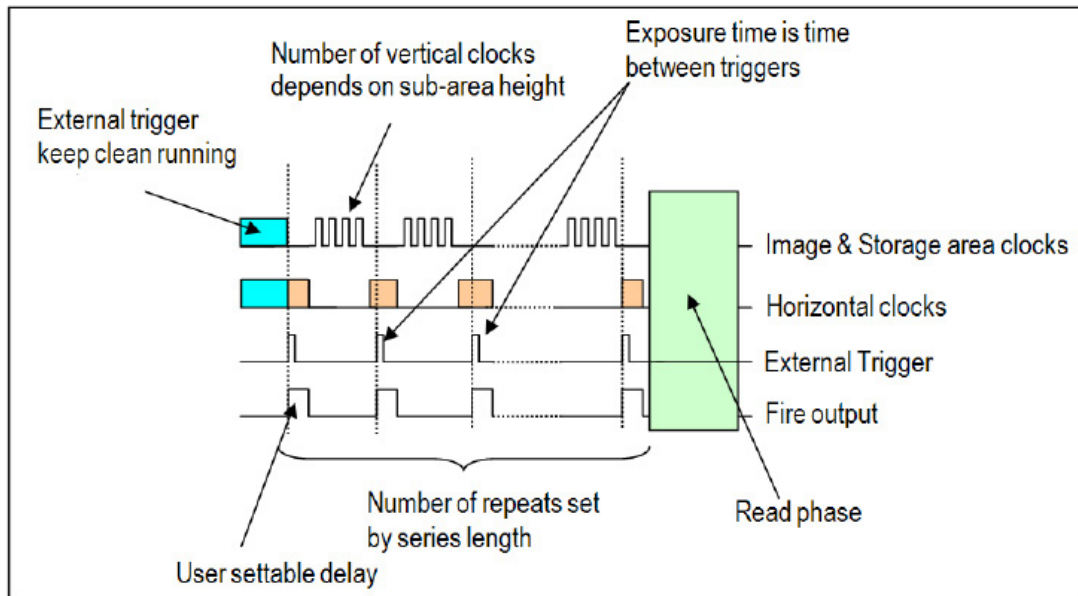 Number of vertical clocks
depends on sub-area height
Exposure time is time
between triggers
External trigger
keep clean running
Image & Storage area clocks
Horizontal clocks
External Trigger
Fire output
Number of repeats set
by series length
Read phase
User settable delay